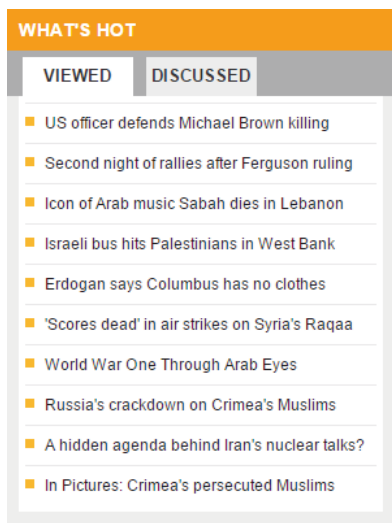 WHAT'S HOT
VIEWED DISCUSSED
US officer defends Michael Brown killing
Second night of rallies after Ferguson ruling
Icon of Arab music Sabah dies in Lebanon
Israeli bus hits Palestinians in West Bank
Erdogan says Columbus has no clothes
'Scores dead' in air strikes on Syria's Raqaa
World War One Through Arab Eyes
Russia's crackdown on Crimea's Muslims
A hidden agenda behind Iran's nuclear talks?
In Pictures: Crimea's persecuted Muslims